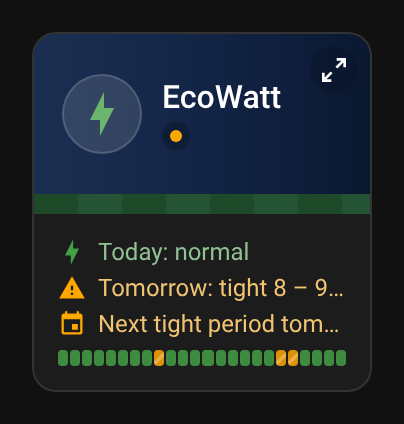 EcoWatt
Today: normal
Tomorrow: tight 8 – 9…
Next tight period tom…